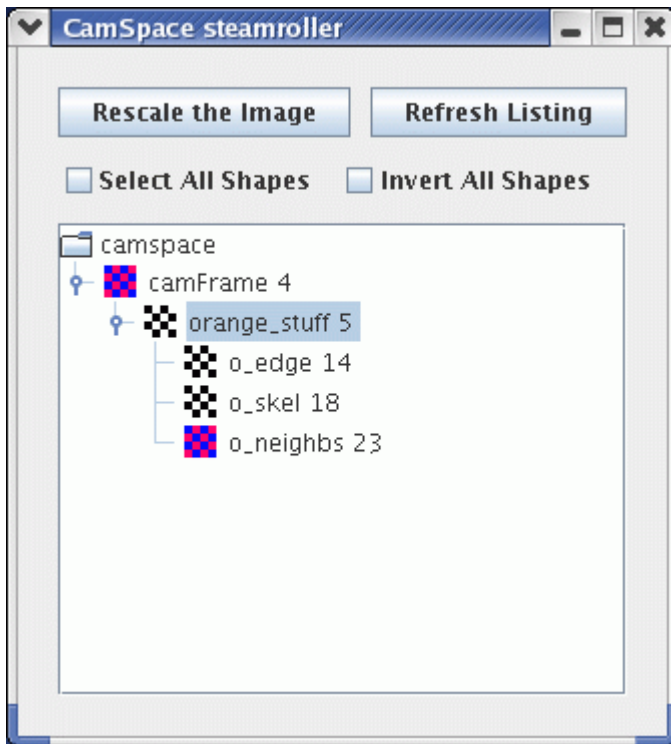 CamSpace steamroller
Rescale the Image Refresh Listing
Select All Shapes Invert All Shapes
camspace
camFrame 4
orange_stuff 5
o_edge 14
o_skel 18
o_neighbs 23